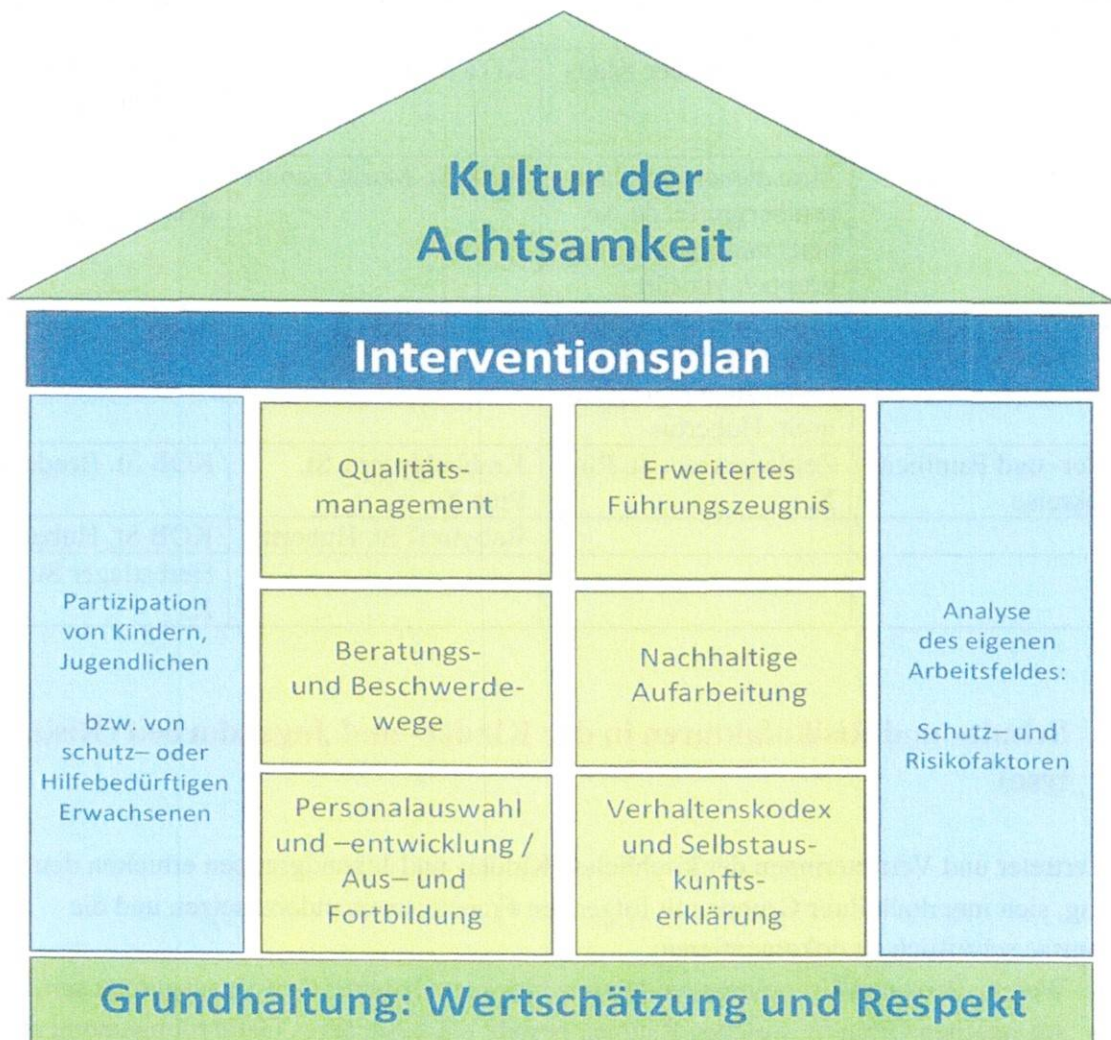 Kultur der
Achtsamkeit
Interventionsplan
Partizipation
von Kindern,
Jugendlichen
bzw. von
schutz– oder
Hilfebedürftigen
Erwachsenen
Qualitäts-
management
Erweitertes
Führungszeugnis
Beratungs-
und Beschwerde-
wege
Nachhaltige
Aufarbeitung
Personalauswahl
und –entwicklung /
Aus– und
Fortbildung
Verhaltenskodex
und Selbstaus-
kunfts-
erklärung
Analyse
des eigenen
Arbeitsfeldes:
Schutz– und
Risikofaktoren
Grundhaltung: Wertschätzung und Respekt